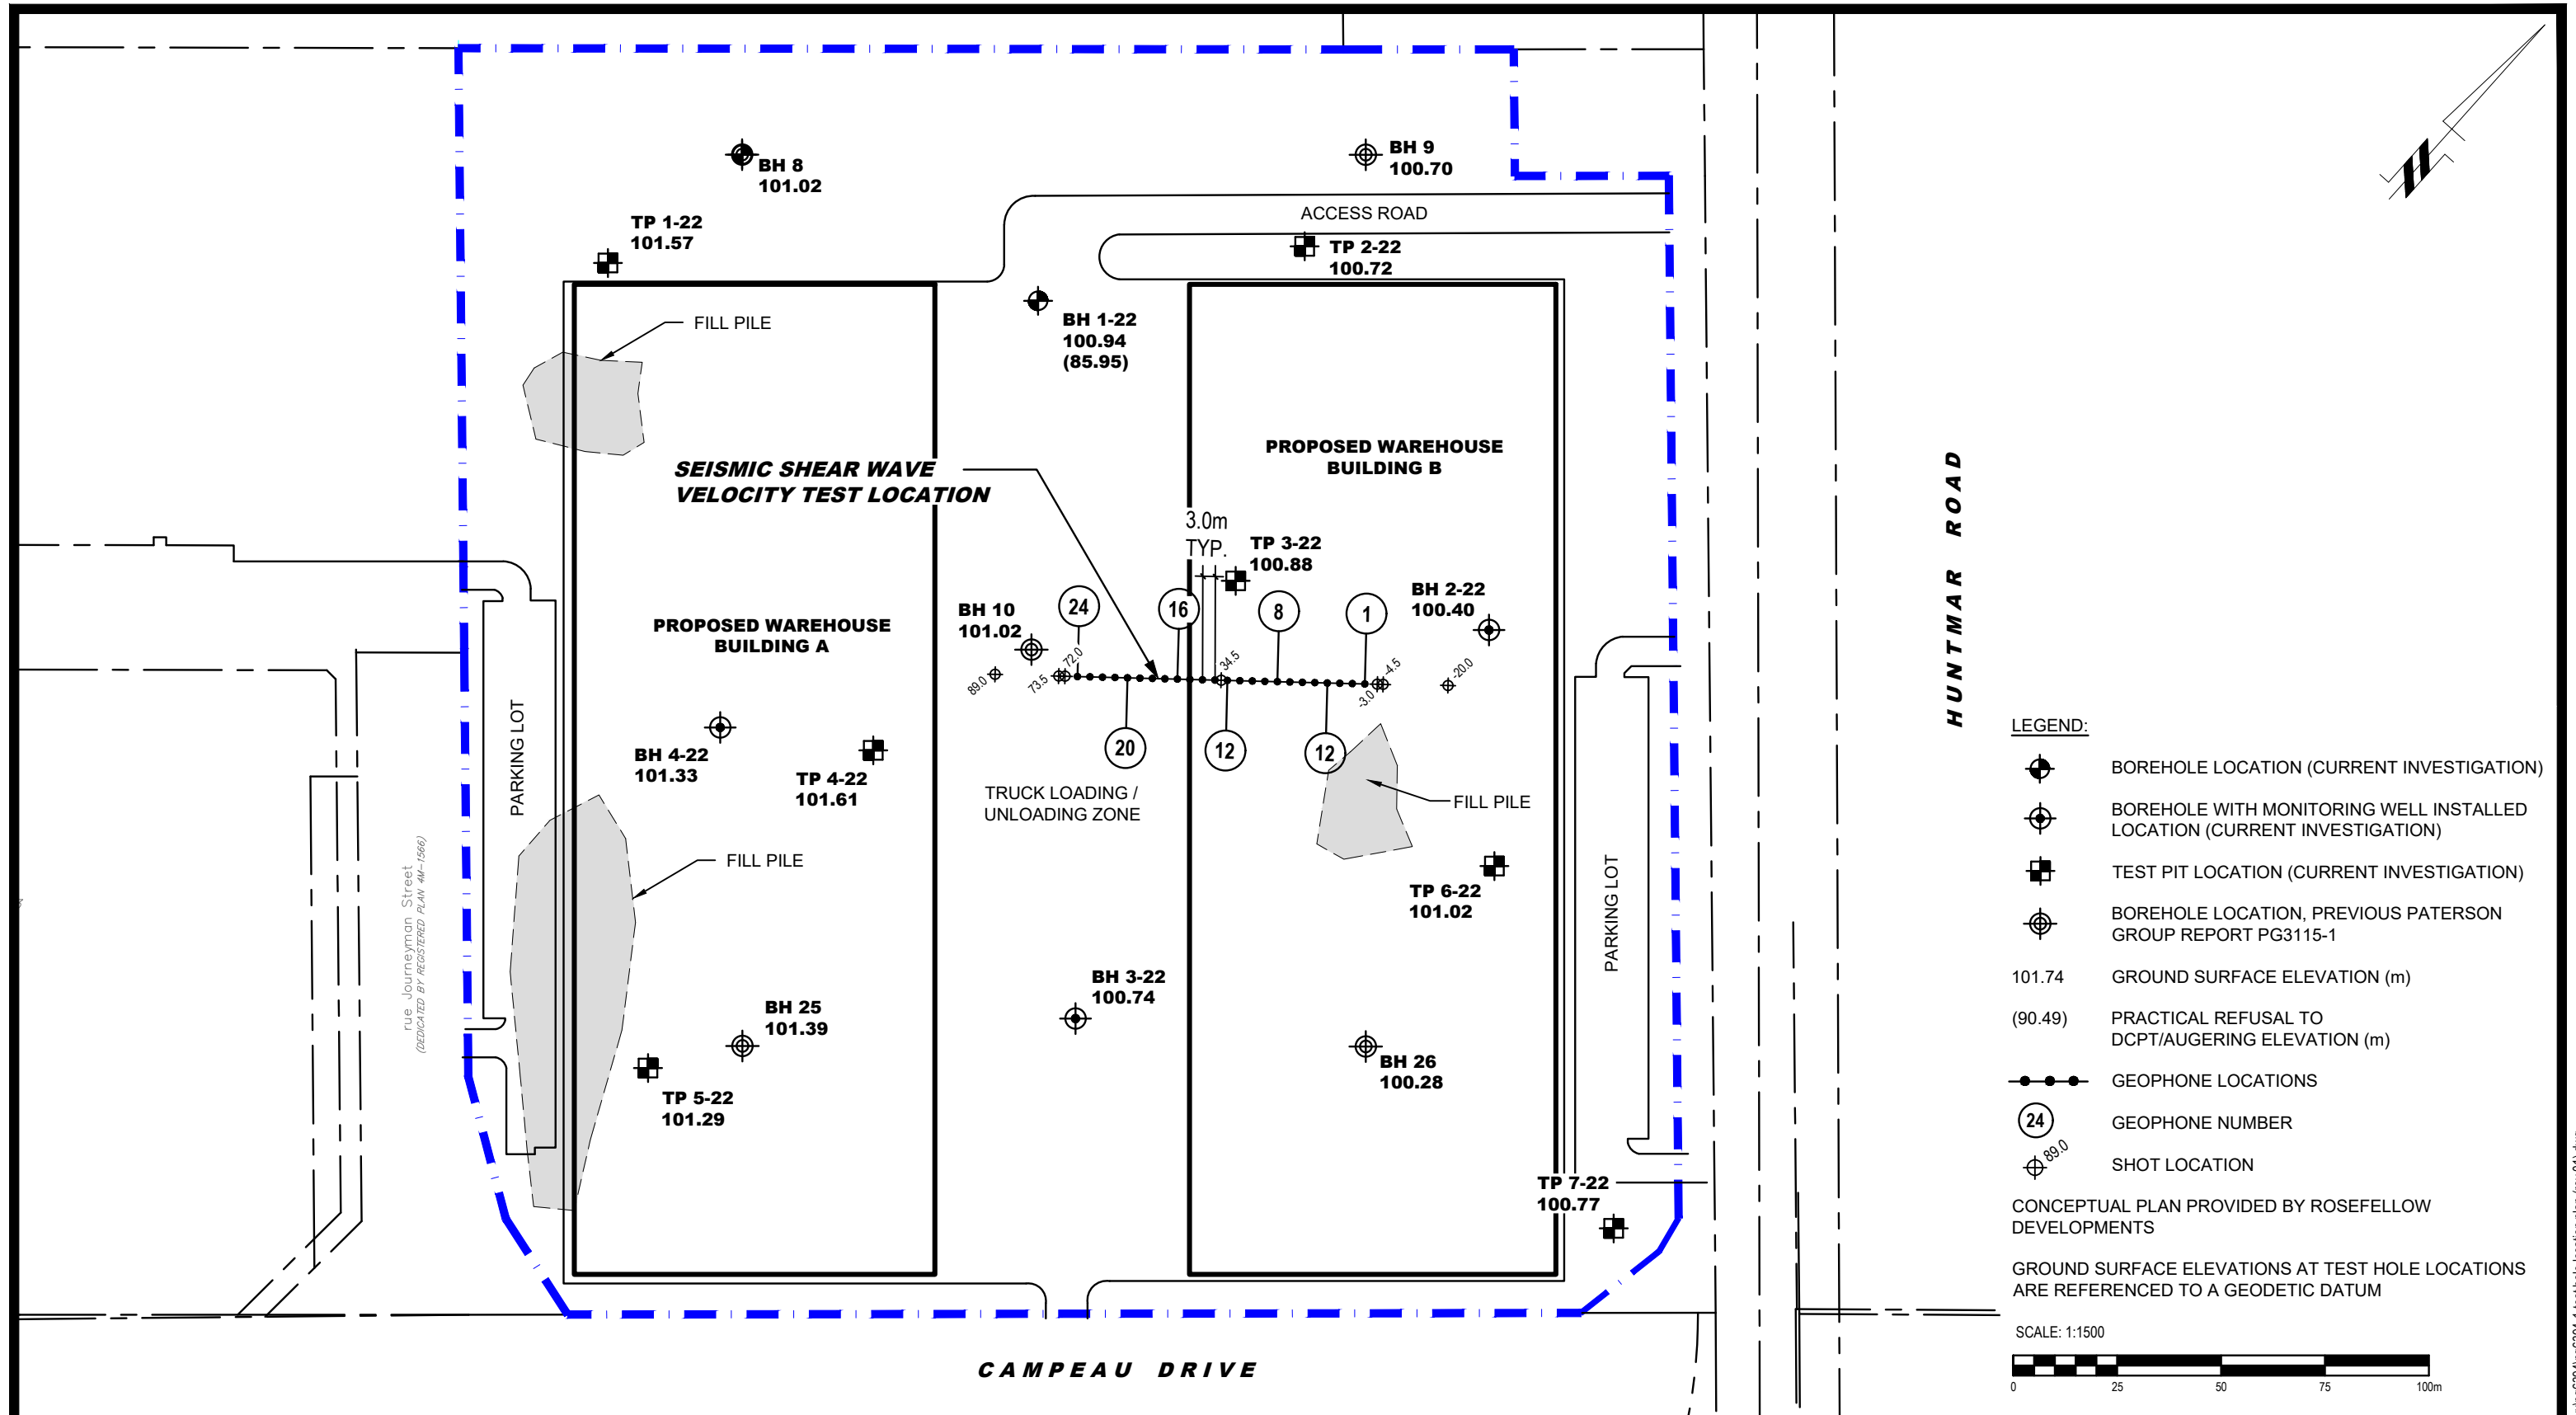 BH 8
101.02
BH 9
100.70
TP 1-22
101.57
ACCESS ROAD
TP 2-22
100.72
FILL PILE
BH 1-22
100.94
(85.95)
PROPOSED WAREHOUSE
BUILDING B
SEISMIC SHEAR WAVE
VELOCITY TEST LOCATION
3.0m
TYP.
TP 3-22
100.88
BH 10
101.02
24
16
8
1
BH 2-22
100.40
PROPOSED WAREHOUSE
BUILDING A
89.0
73.5
72.0
34.5
-3.0
-4.5
-20.0
HUNTMAR ROAD
PARKING LOT
BH 4-22
101.33
TP 4-22
101.61
20
12
12
TRUCK LOADING /
UNLOADING ZONE
FILL PILE
FILL PILE
rue Journeyman Street
(DEDICATED BY REGISTERED PLAN 4M-1566)
TP 6-22
101.02
PARKING LOT
BH 3-22
100.74
BH 25
101.39
BH 26
100.28
TP 5-22
101.29
TP 7-22
100.77
CAMPEAU DRIVE
LEGEND:
BOREHOLE LOCATION (CURRENT INVESTIGATION)
BOREHOLE WITH MONITORING WELL INSTALLED
LOCATION (CURRENT INVESTIGATION)
TEST PIT LOCATION (CURRENT INVESTIGATION)
BOREHOLE LOCATION, PREVIOUS PATERSON
GROUP REPORT PG3115-1
101.74 GROUND SURFACE ELEVATION (m)
(90.49) PRACTICAL REFUSAL TO
DCPT/AUGERING ELEVATION (m)
GEOPHONE LOCATIONS
24 GEOPHONE NUMBER
89.0 SHOT LOCATION
CONCEPTUAL PLAN PROVIDED BY ROSEFELLOW
DEVELOPMENTS
GROUND SURFACE ELEVATIONS AT TEST HOLE LOCATIONS
ARE REFERENCED TO A GEODETIC DATUM
SCALE: 1:1500
0 25 50 75 100m